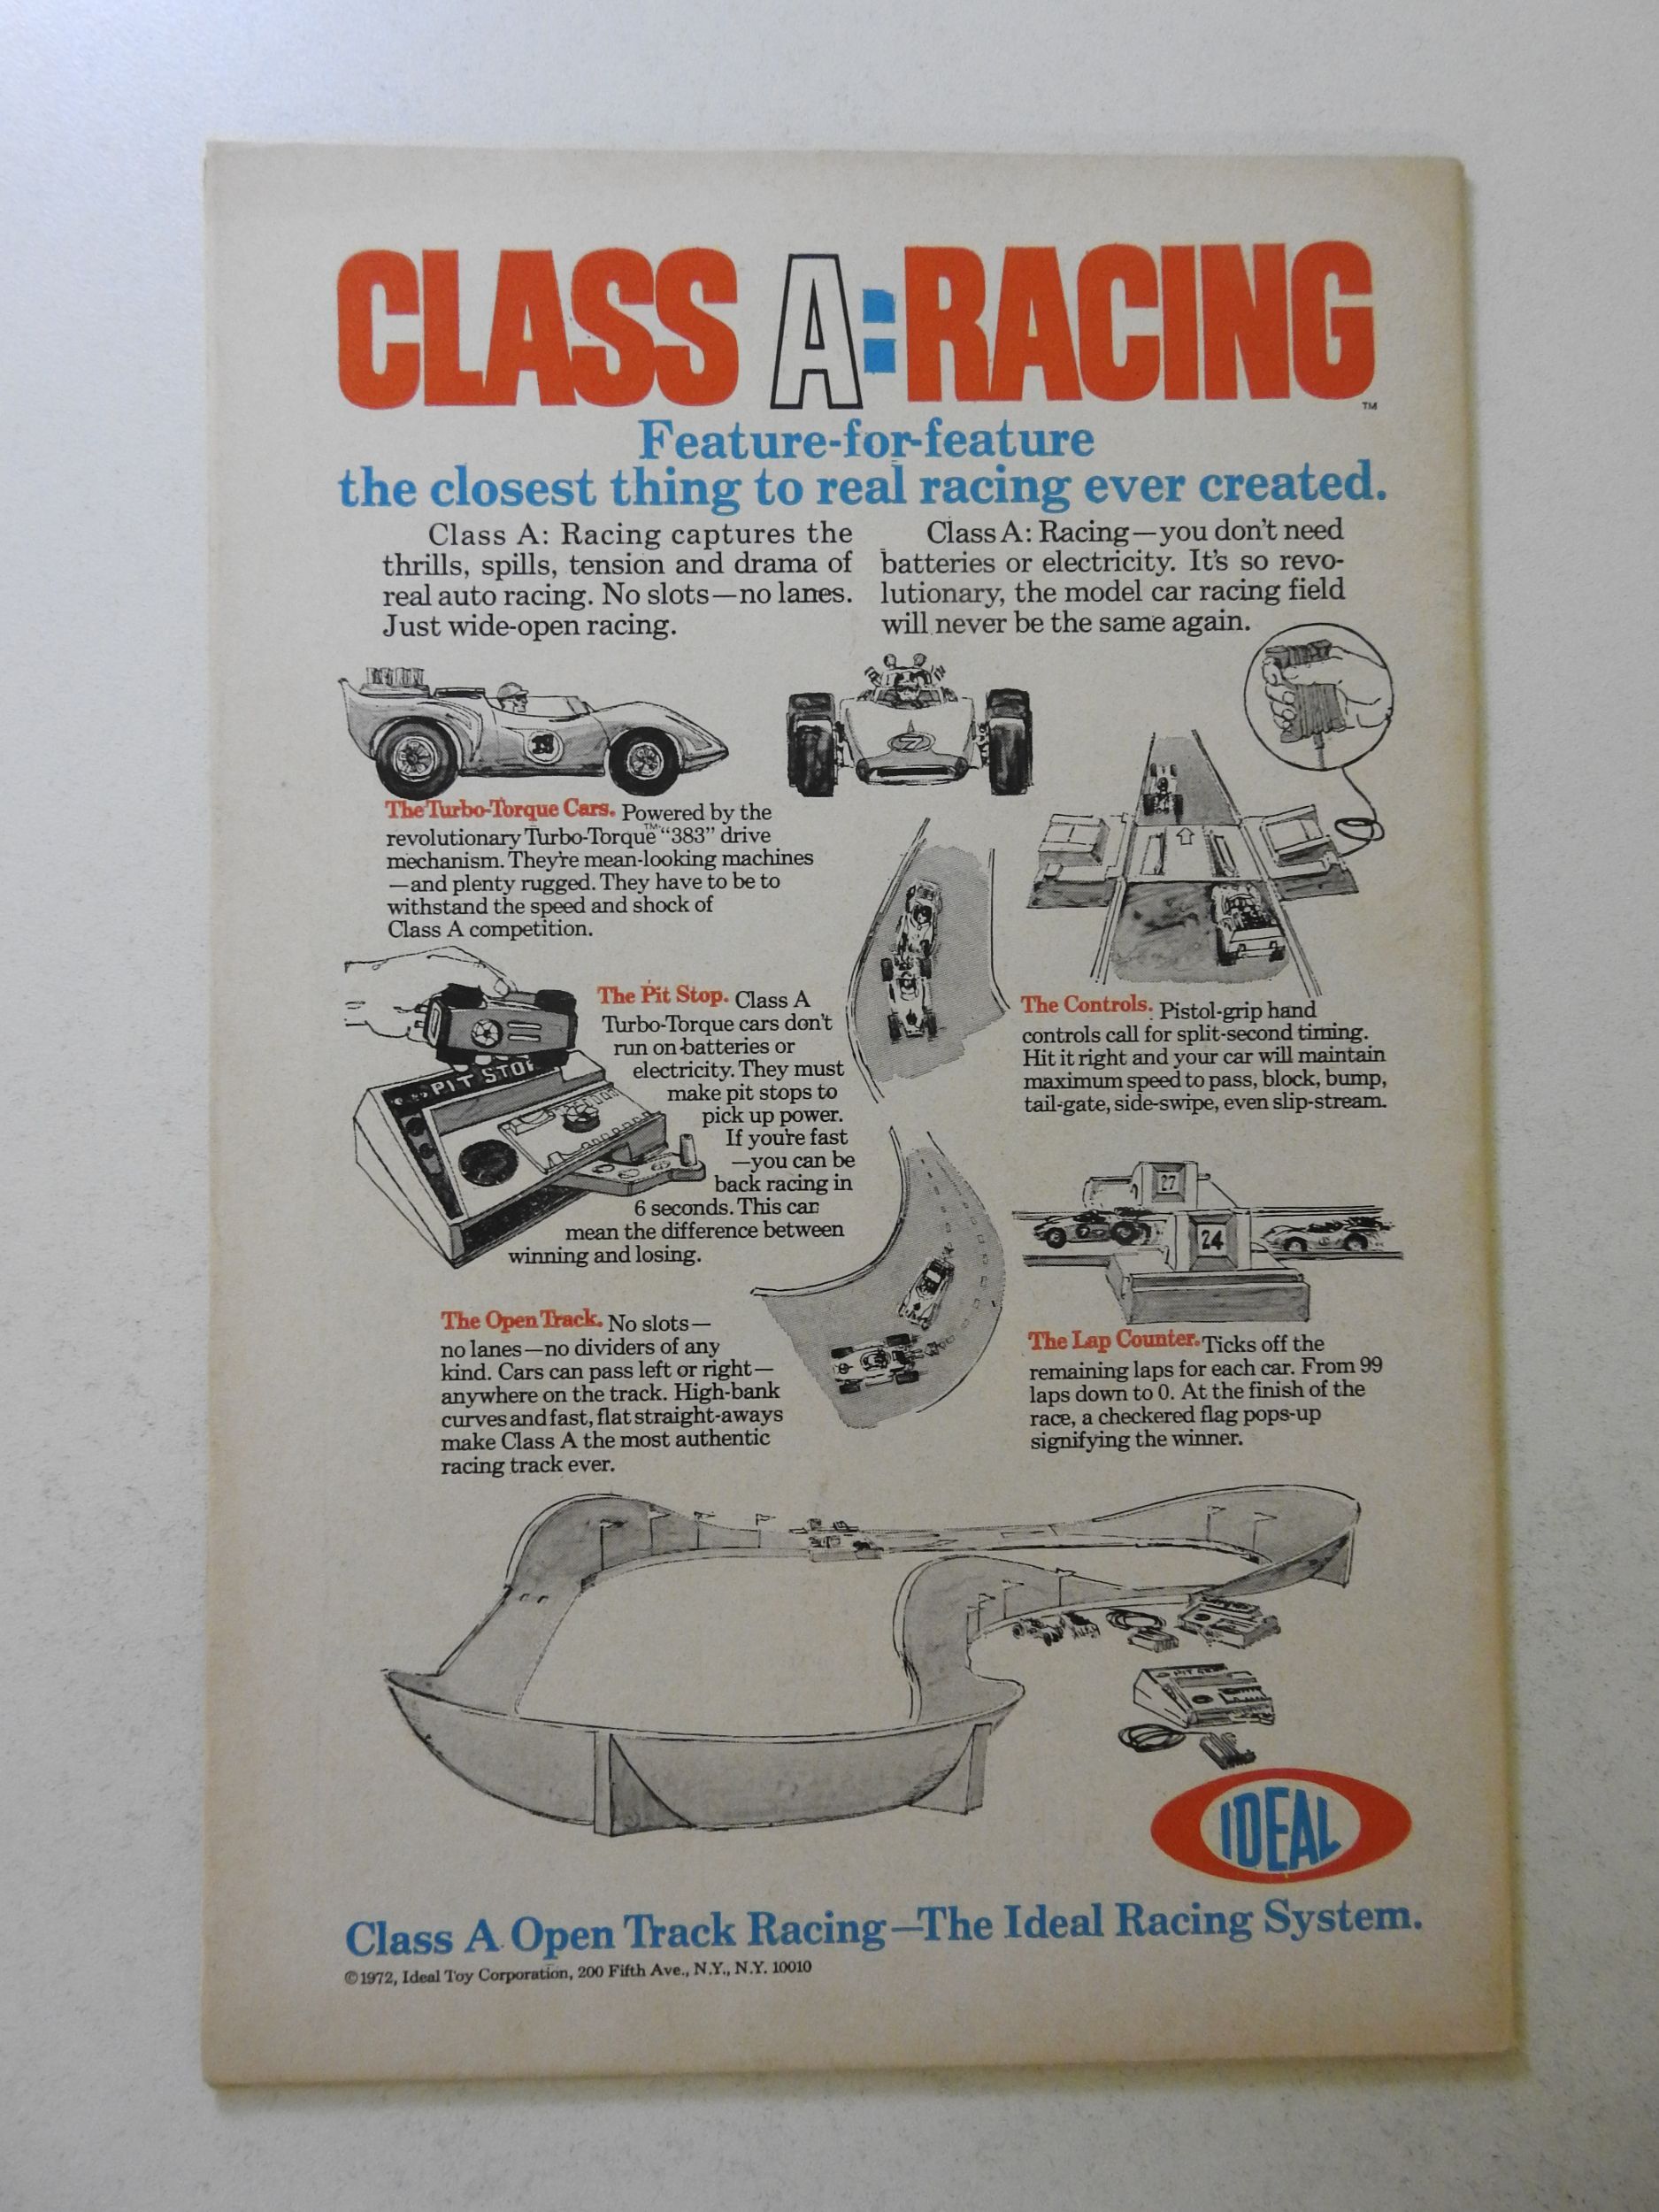 CLASS A: RACING
TM
Feature-for-feature
the closest thing to real racing ever created.
Class A: Racing captures the
thrills, spills, tension and drama of
real auto racing. No slots—no lanes.
Just wide-open racing.
Class A: Racing—you don't need
batteries or electricity. It's so revo-
lutionary, the model car racing field
will never be the same again.
The Turbo-Torque Cars. Powered by the
revolutionary Turbo-Torque™ “383” drive
mechanism. They're mean-looking machines
—and plenty rugged. They have to be to
withstand the speed and shock of
Class A competition.
7
PIT STOP
The Pit Stop. Class A
Turbo-Torque cars don't
run on batteries or
electricity. They must
make pit stops to
pick up power.
If you're fast
—you can be
back racing in
6 seconds. This can
mean the difference between
winning and losing.
The Controls. Pistol-grip hand
controls call for split-second timing.
Hit it right and your car will maintain
maximum speed to pass, block, bump,
tail-gate, side-swipe, even slip-stream.
27
24
The Open Track. No slots—
no lanes—no dividers of any
kind. Cars can pass left or right—
anywhere on the track. High-bank
curves and fast, flat straight-aways
make Class A the most authentic
racing track ever.
The Lap Counter. Ticks off the
remaining laps for each car. From 99
laps down to 0. At the finish of the
race, a checkered flag pops-up
signifying the winner.
IDEAL
Class A Open Track Racing—The Ideal Racing System.
©1972, Ideal Toy Corporation, 200 Fifth Ave., N.Y., N.Y. 10010